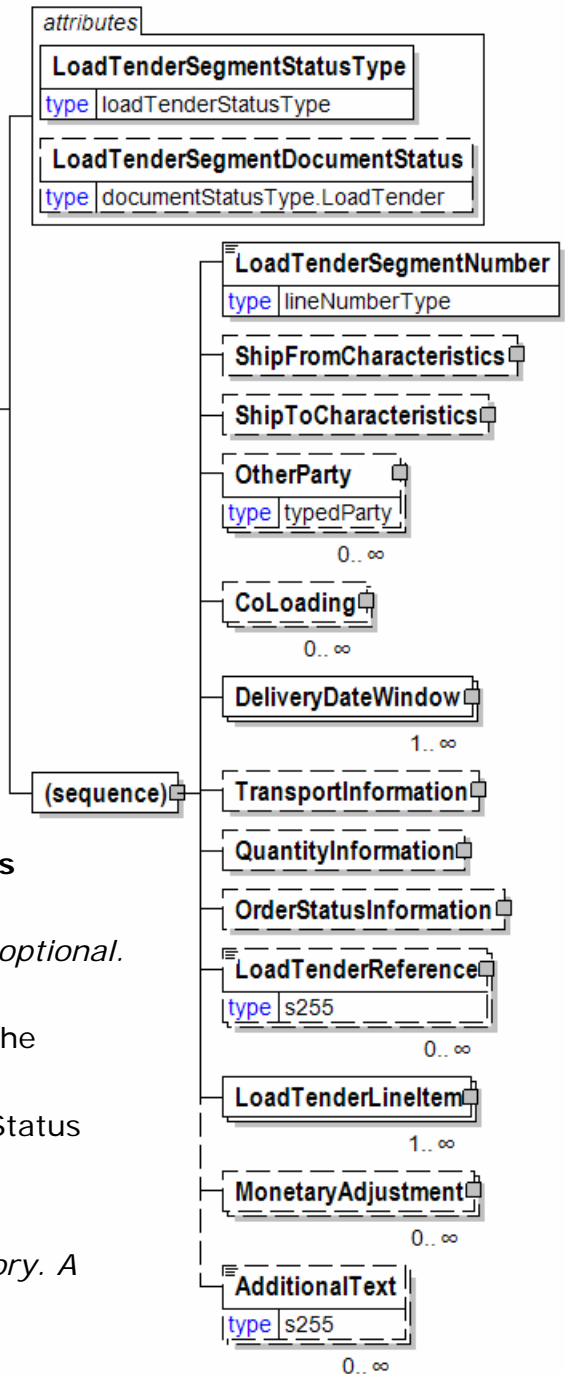 attributes
LoadTenderSegmentStatusType
type loadTenderStatusType
LoadTenderSegmentDocumentStatus
type documentStatusType.LoadTender
LoadTenderSegmentNumber
type lineNumberType
ShipFromCharacteristics
ShipToCharacteristics
OtherParty
type typedParty
0..∞
CoLoading
0..∞
DeliveryDateWindow
1..∞
(sequence)
TransportInformation
QuantityInformation
OrderStatusInformation
LoadTenderReference
type s255
0..∞
LoadTenderLineItem
1..∞
MonetaryAdjustment
0..∞
AdditionalText
type s255
0..∞
s
optional.
he
Status
ory. A